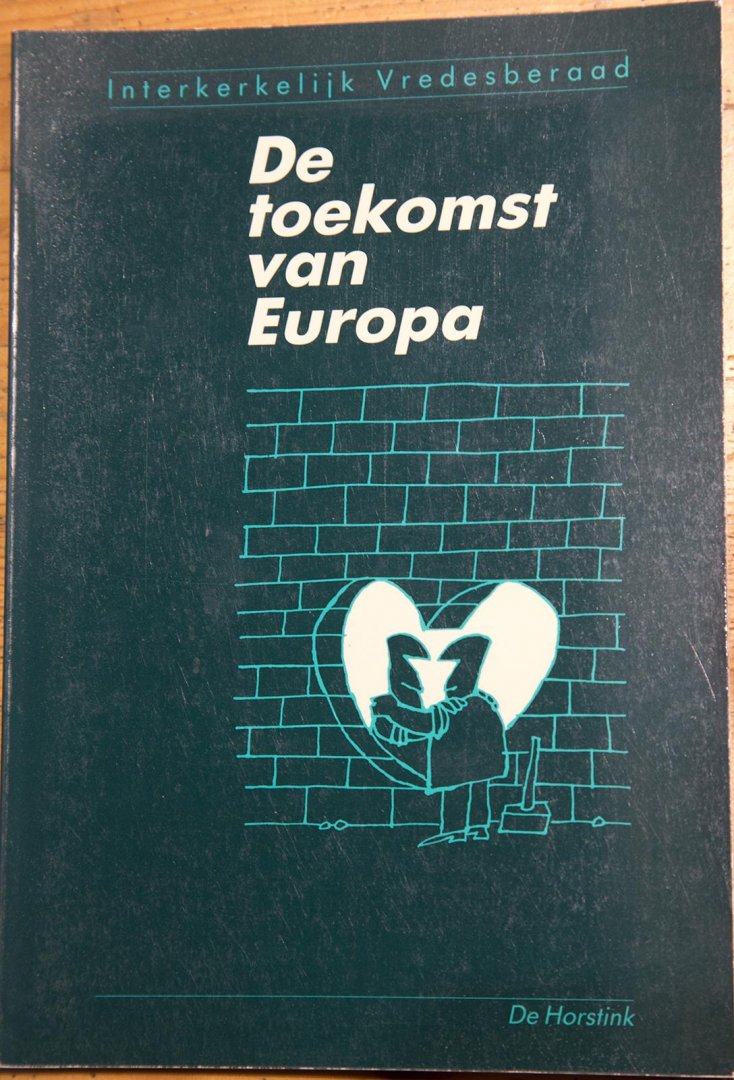 Interkerkelijk Vredesberaad
De
toekomst
van
Europa
De Horstink